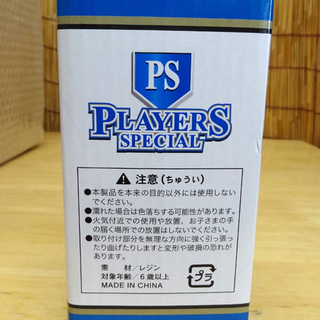 PS
PLAYERS
SPECIAL
注意(ちゅうい)
●本製品を本来の目的以外には使用しない
でください。
●濡れた場合は色落ちする可能性があります。
●火気付近での使用や放置、お子さまの手
の届く場所での放置はしないでください。
●取り付け部分を無理な方向に強く引っ張っ
たり曲げたりしますと変形や破損の恐れが
あります。
素　材/レジン
対象年齢/6歳以上
MADE IN CHINA
プラ